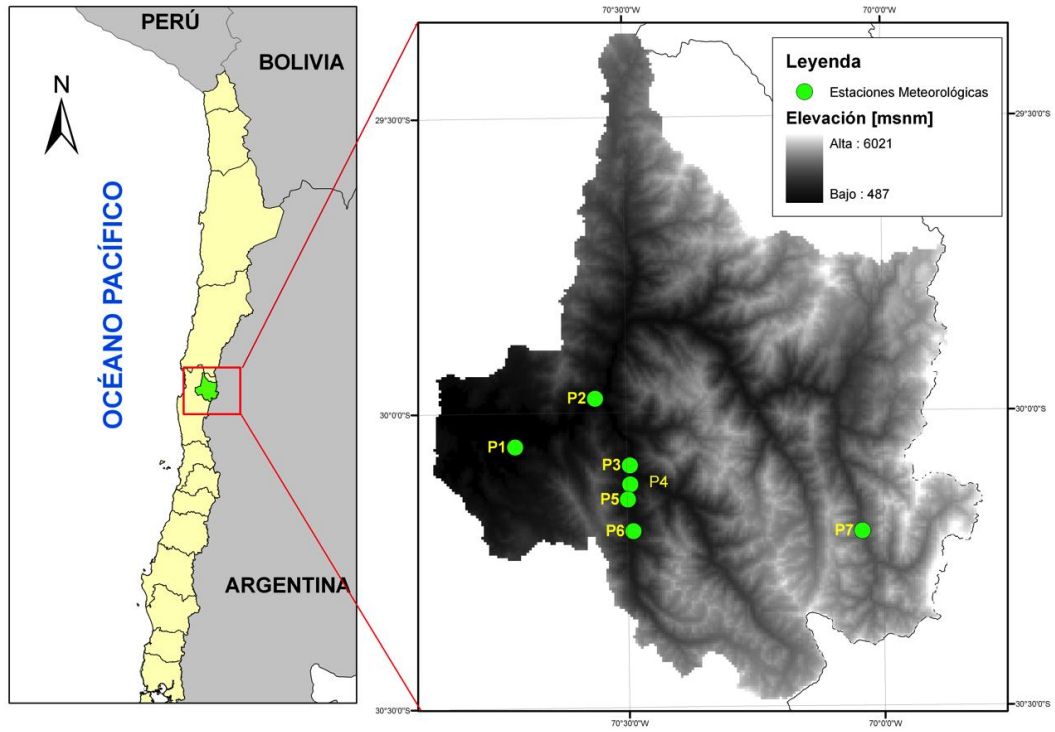 PERÚ
BOLIVIA
N
OCÉANO PACÍFICO
ARGENTINA
70°30'0"W
70°0'0"W
29°30'0"S
29°30'0"S
30°0'0"S
30°0'0"S
30°30'0"S
30°30'0"S
70°30'0"W
70°0'0"W
Leyenda
Estaciones Meteorológicas
Elevación [msnm]
Alta : 6021
Bajo : 487
P2
P1
P3
P4
P5
P6
P7